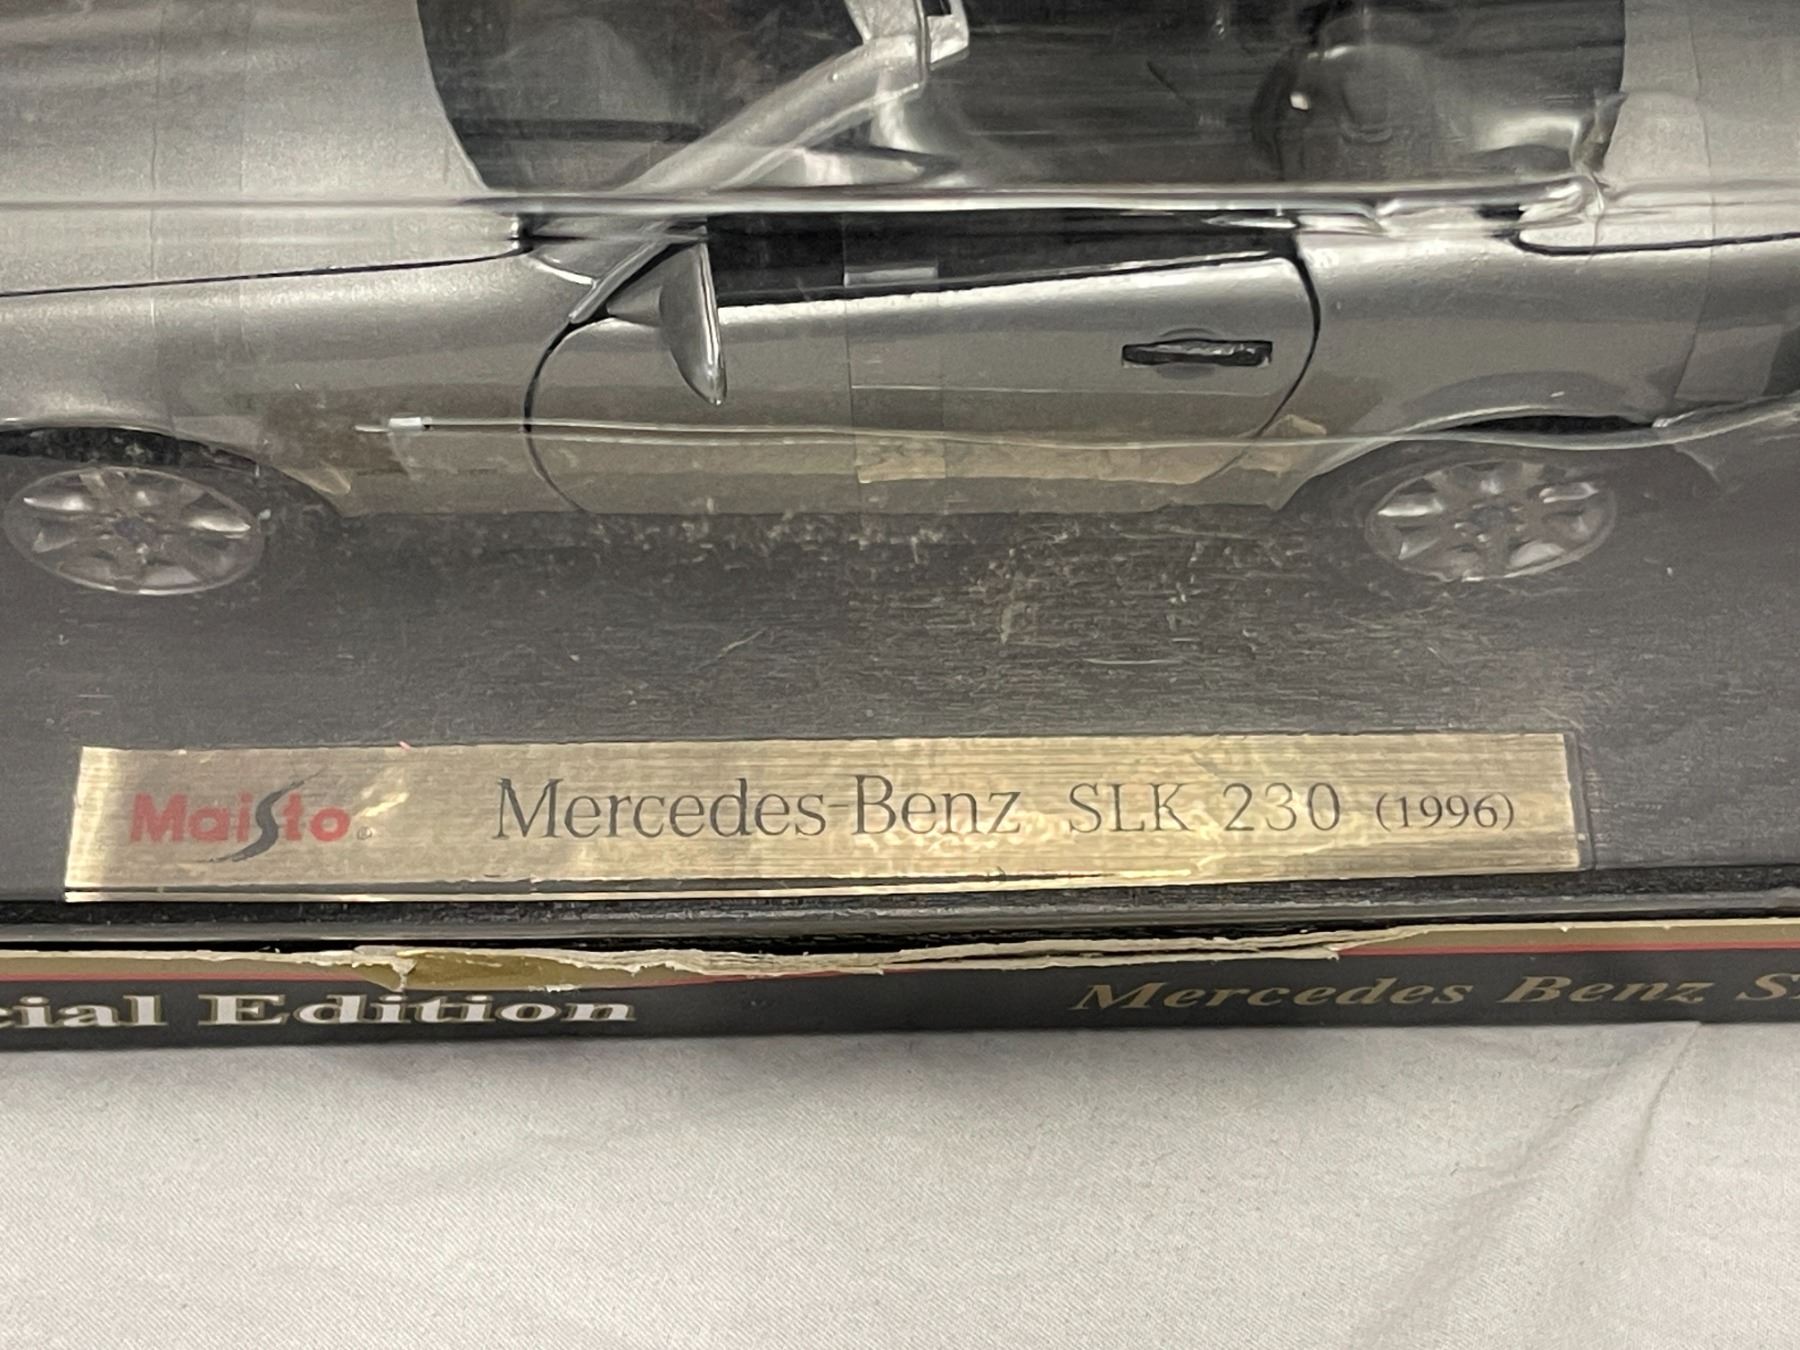 Maisto® Mercedes-Benz SLK 230 (1996)
cial Edition Mercedes Benz S